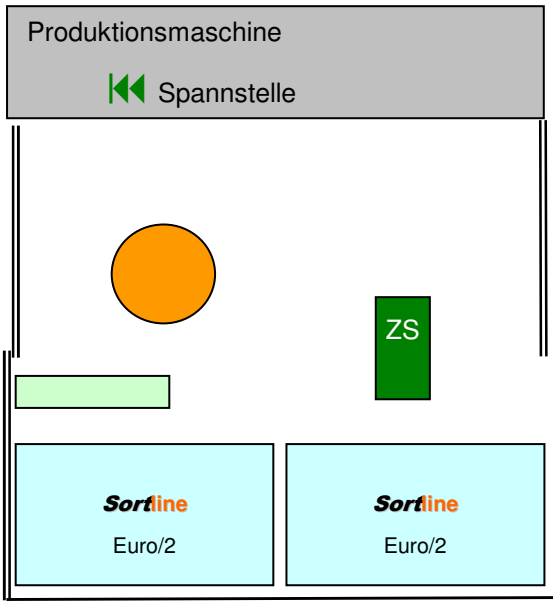 Produktionsmaschine
Spannstelle
ZS
Sortline
Euro/2
Sortline
Euro/2